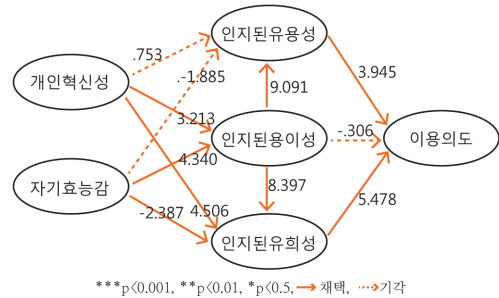 인지된유용성
.753
.-1.885
3.945
개인혁신성
9.091
3.213
인지된용이성
-.306
이용의도
4.340
자기효능감
8.397
-2.387
4.506
5.478
인지된유희성
***p<0.001, **p<0.01, *p<0.5, 채택, 기각